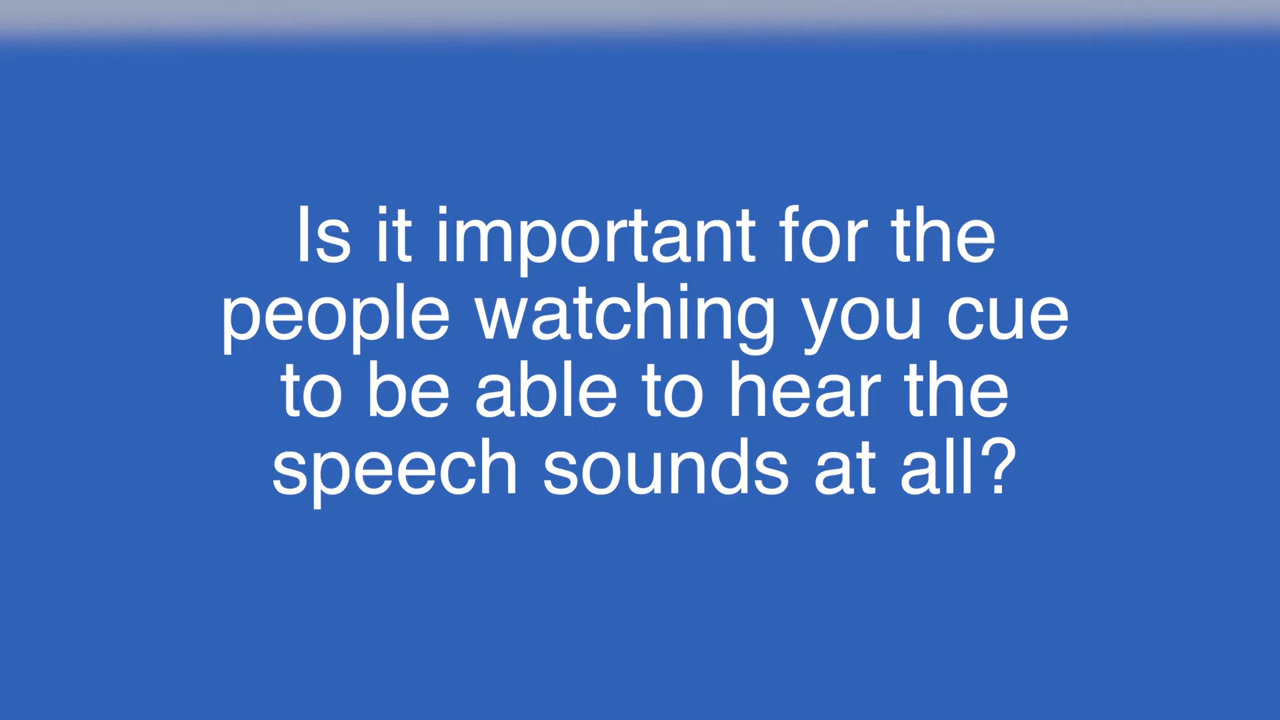 Is it important for the
people watching you cue
to be able to hear the
speech sounds at all?